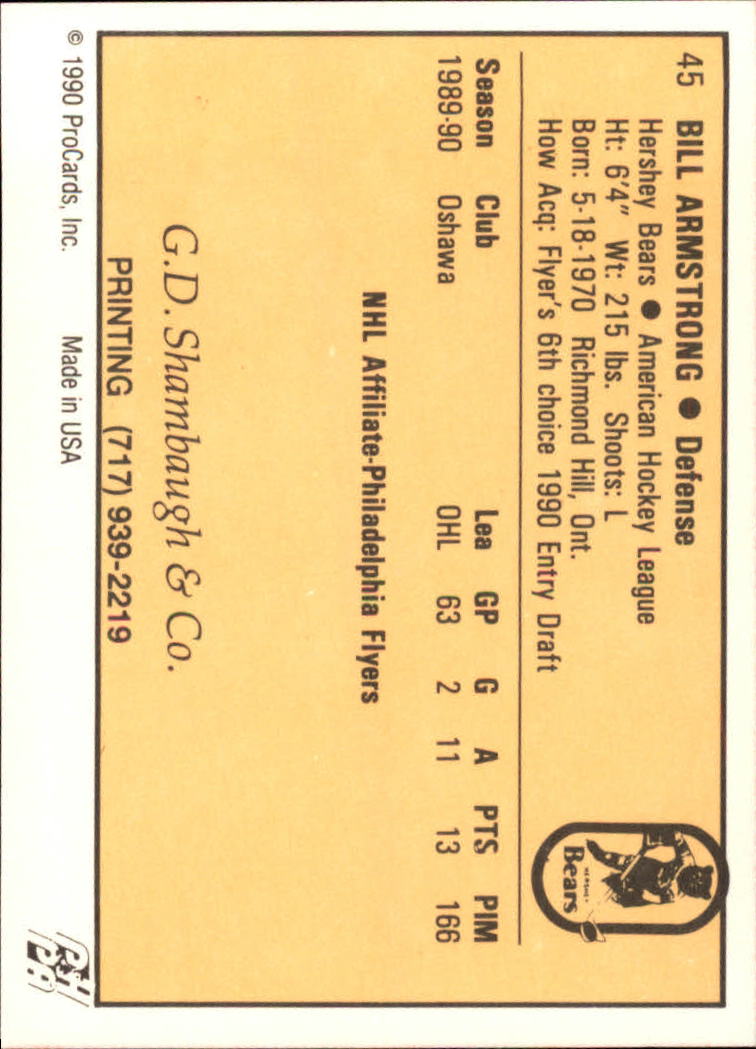 45 BILL ARMSTRONG ● Defense
Hershey Bears ● American Hockey League
Ht: 6'4" Wt: 215 lbs. Shoots: L
Born: 5-18-1970 Richmond Hill, Ont.
How Acq: Flyer's 6th choice 1990 Entry Draft
HERSHEY
Bears
Season Club Lea GP G A PTS PIM
1989-90 Oshawa OHL 63 2 11 13 166
NHL Affiliate-Philadelphia Flyers
G.D. Shambaugh & Co.
PRINTING (717) 939-2219
© 1990 ProCards, Inc. Made in USA
PHPA